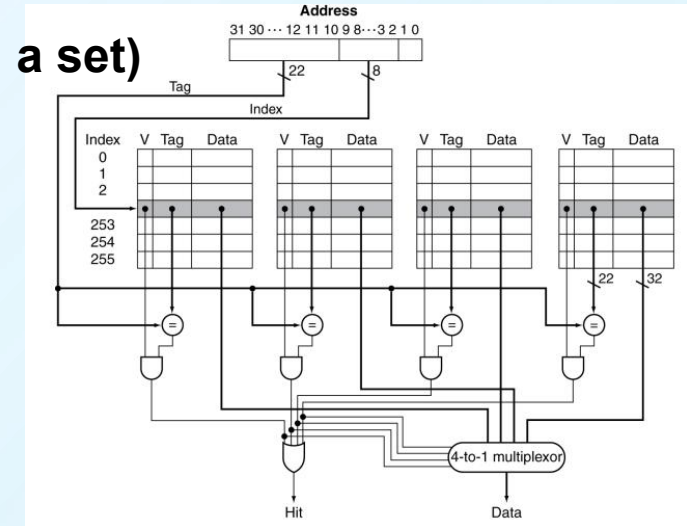 Address
31 30 ··· 12 11 10 9 8···3 2 1 0
a set)
22
8
Tag
Index
Index V Tag Data V Tag Data V Tag Data V Tag Data
0
1
2
253
254
255
22 32
= = = =
4-to-1 multiplexor
Hit Data